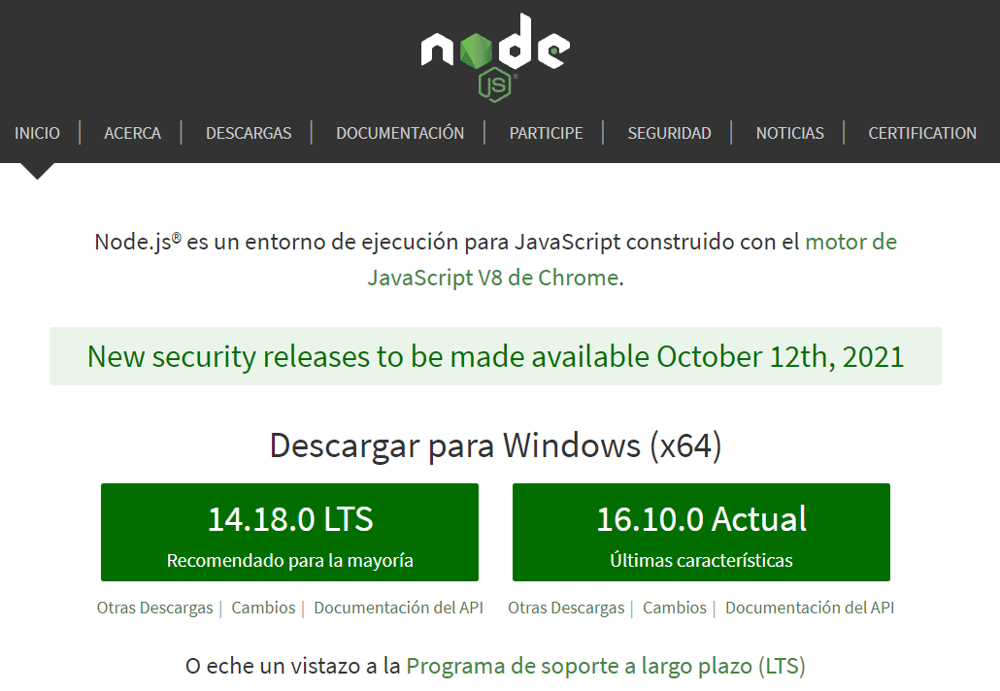 node
JS®
INICIO | ACERCA | DESCARGAS | DOCUMENTACIÓN | PARTICIPE | SEGURIDAD | NOTICIAS | CERTIFICATION
Node.js® es un entorno de ejecución para JavaScript construido con el motor de
JavaScript V8 de Chrome.
New security releases to be made available October 12th, 2021
Descargar para Windows (x64)
14.18.0 LTS
Recomendado para la mayoría
16.10.0 Actual
Últimas características
Otras Descargas | Cambios | Documentación del API
Otras Descargas | Cambios | Documentación del API
O eche un vistazo a la Programa de soporte a largo plazo (LTS)